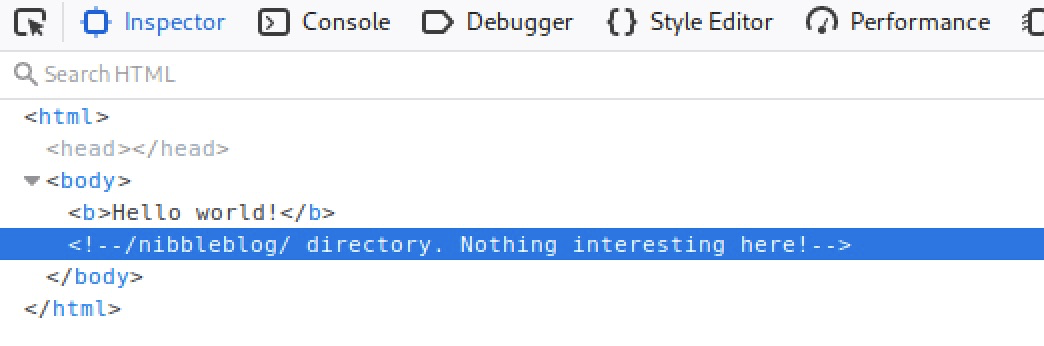 Inspector Console Debugger Style Editor Performance
Search HTML
<html>
<head></head>
<body>
<b>Hello world!</b>
<!--/nibbleblog/ directory. Nothing interesting here!-->
</body>
</html>